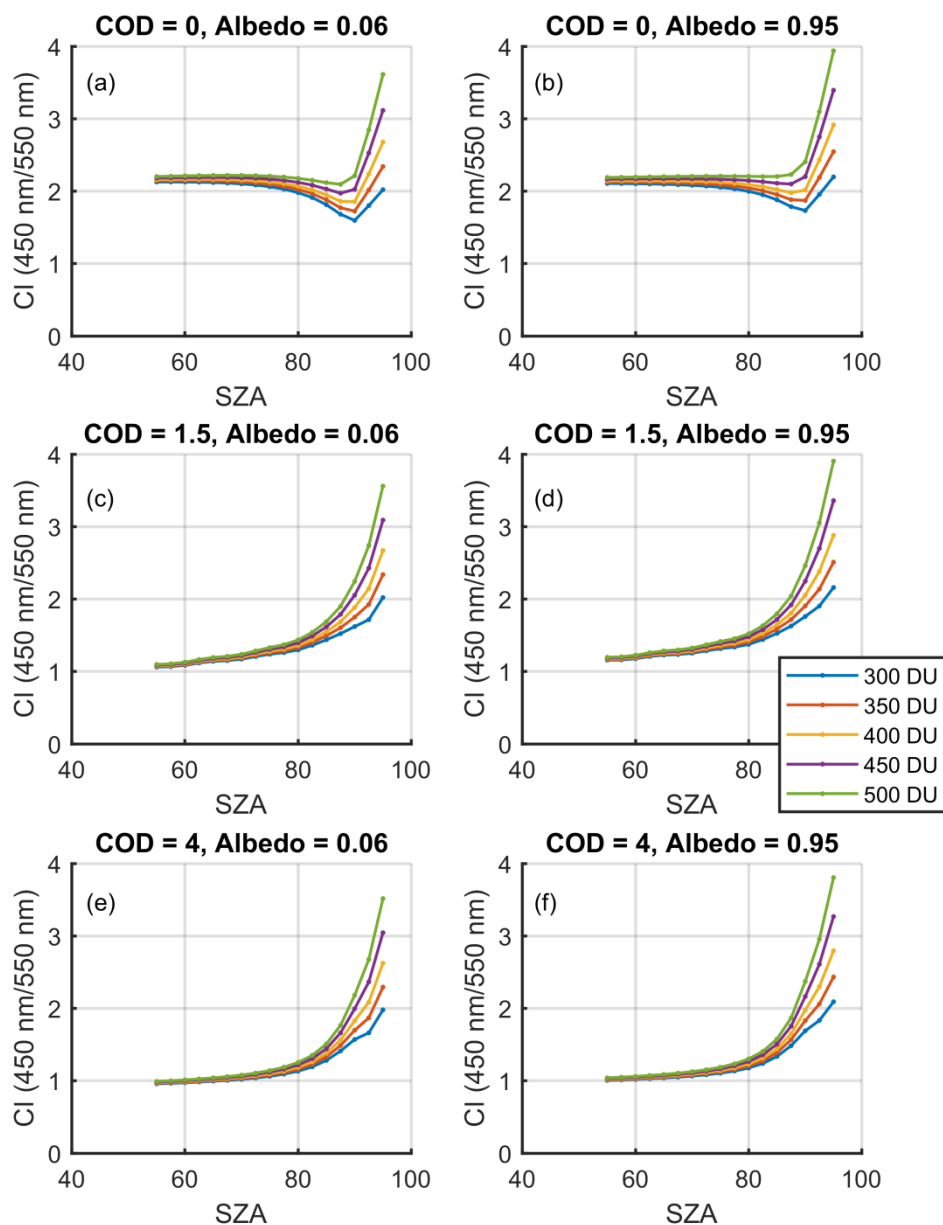 COD = 0, Albedo = 0.06
(a)
CI (450 nm/550 nm)
4
3
2
1
0
40 60 80 100
SZA
COD = 0, Albedo = 0.95
(b)
CI (450 nm/550 nm)
4
3
2
1
0
40 60 80 100
SZA
COD = 1.5, Albedo = 0.06
(c)
CI (450 nm/550 nm)
4
3
2
1
0
40 60 80 100
SZA
COD = 1.5, Albedo = 0.95
(d)
CI (450 nm/550 nm)
4
3
2
1
0
40 60 80 100
SZA
300 DU
350 DU
400 DU
450 DU
500 DU
COD = 4, Albedo = 0.06
(e)
CI (450 nm/550 nm)
4
3
2
1
0
40 60 80 100
SZA
COD = 4, Albedo = 0.95
(f)
CI (450 nm/550 nm)
4
3
2
1
0
40 60 80 100
SZA